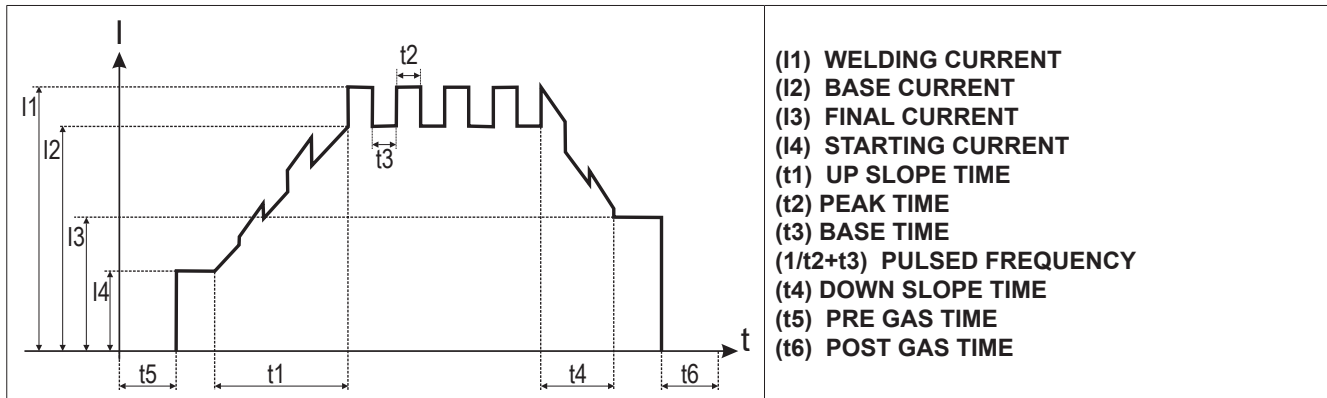 I
I1
I2
I3
I4
t2
t3
t
t5
t1
t4
t6
(I1) WELDING CURRENT
(I2) BASE CURRENT
(I3) FINAL CURRENT
(I4) STARTING CURRENT
(t1) UP SLOPE TIME
(t2) PEAK TIME
(t3) BASE TIME
(1/t2+t3) PULSED FREQUENCY
(t4) DOWN SLOPE TIME
(t5) PRE GAS TIME
(t6) POST GAS TIME